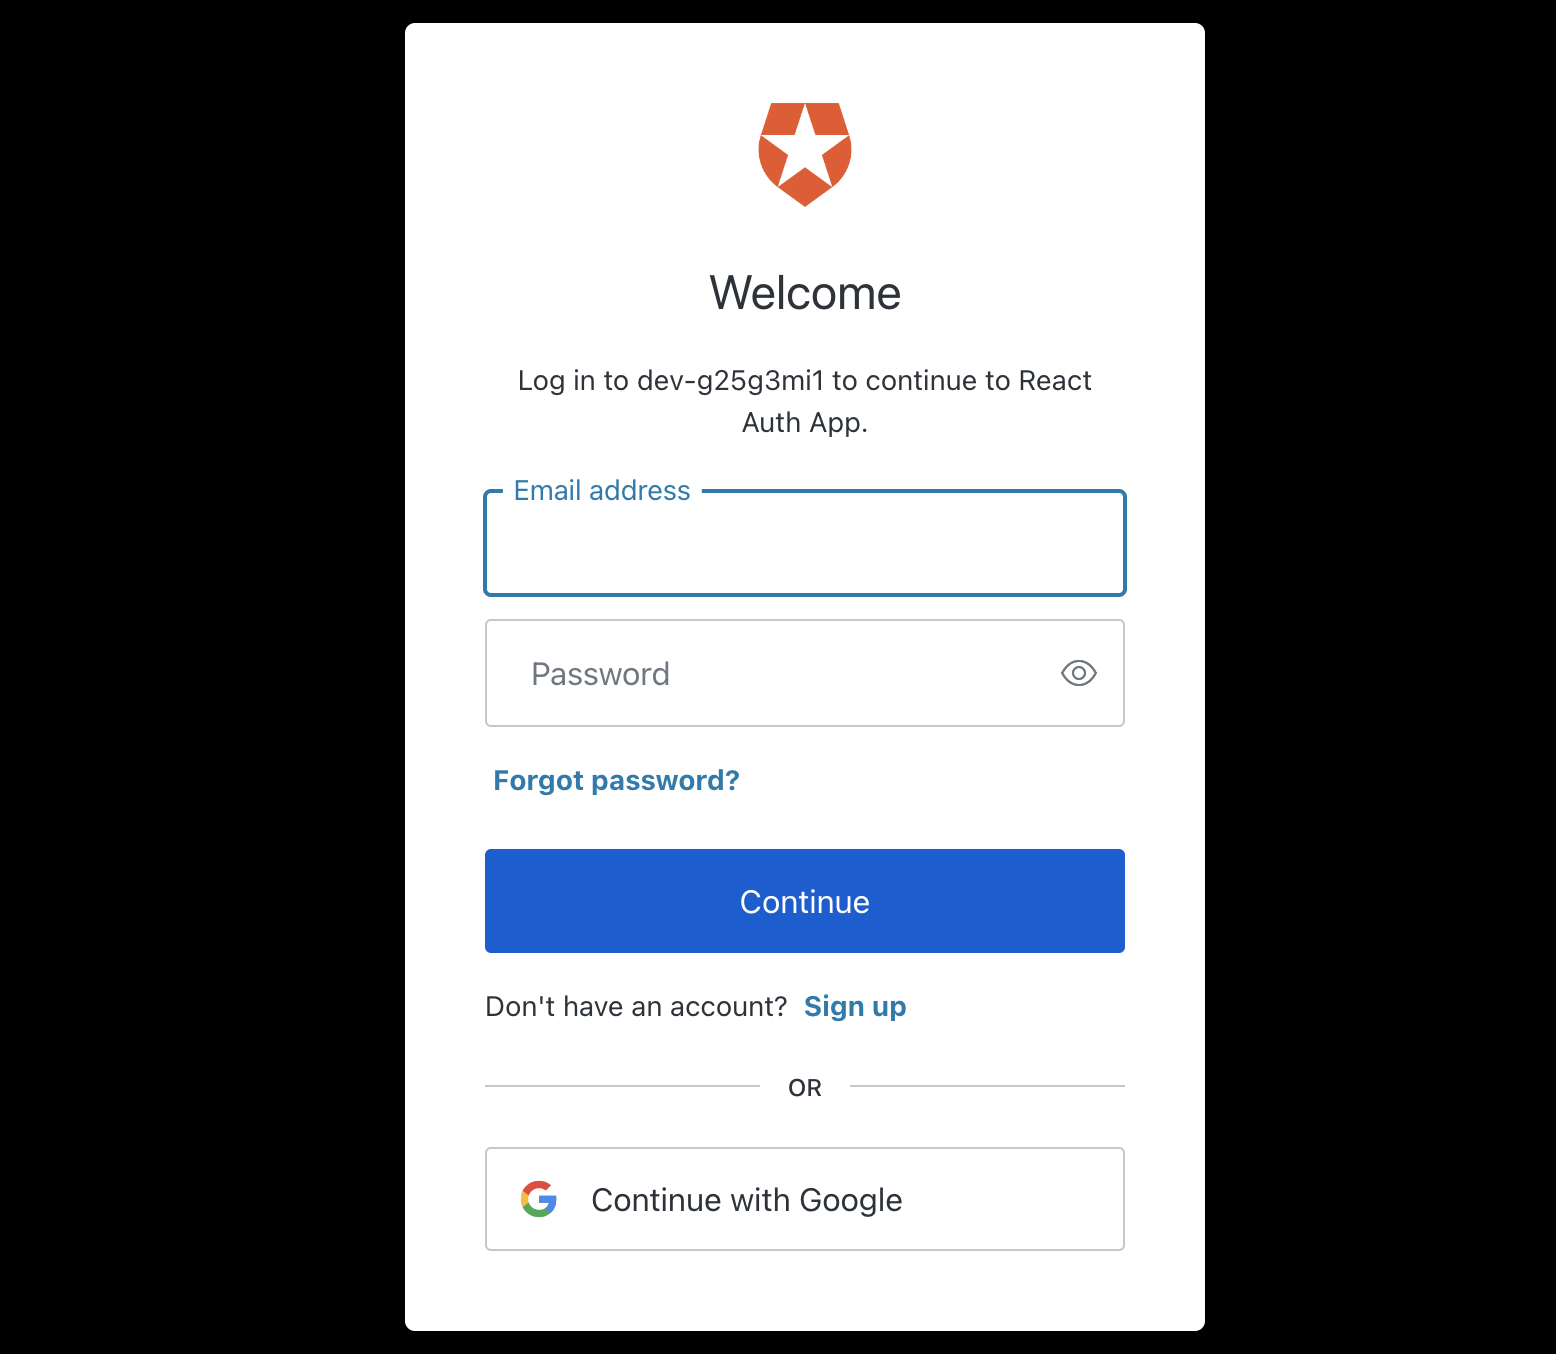 Welcome
Log in to dev-g25g3mi1 to continue to React
Auth App.
Email address
Password
Forgot password?
Continue
Don't have an account? Sign up
OR
Continue with Google